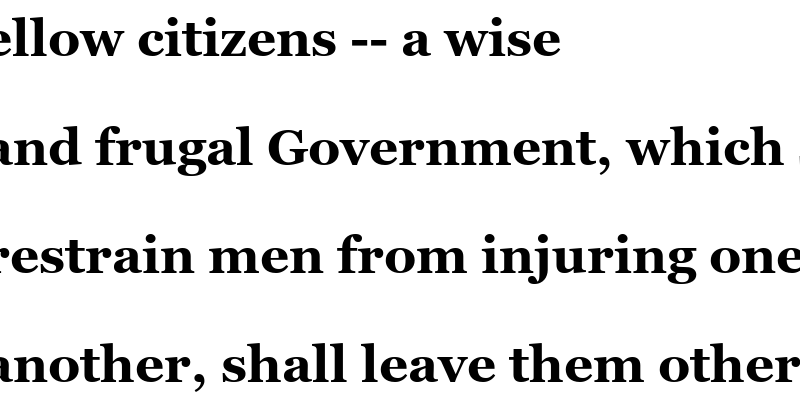 ellow citizens -- a wise
and frugal Government, which
restrain men from injuring one
another, shall leave them other